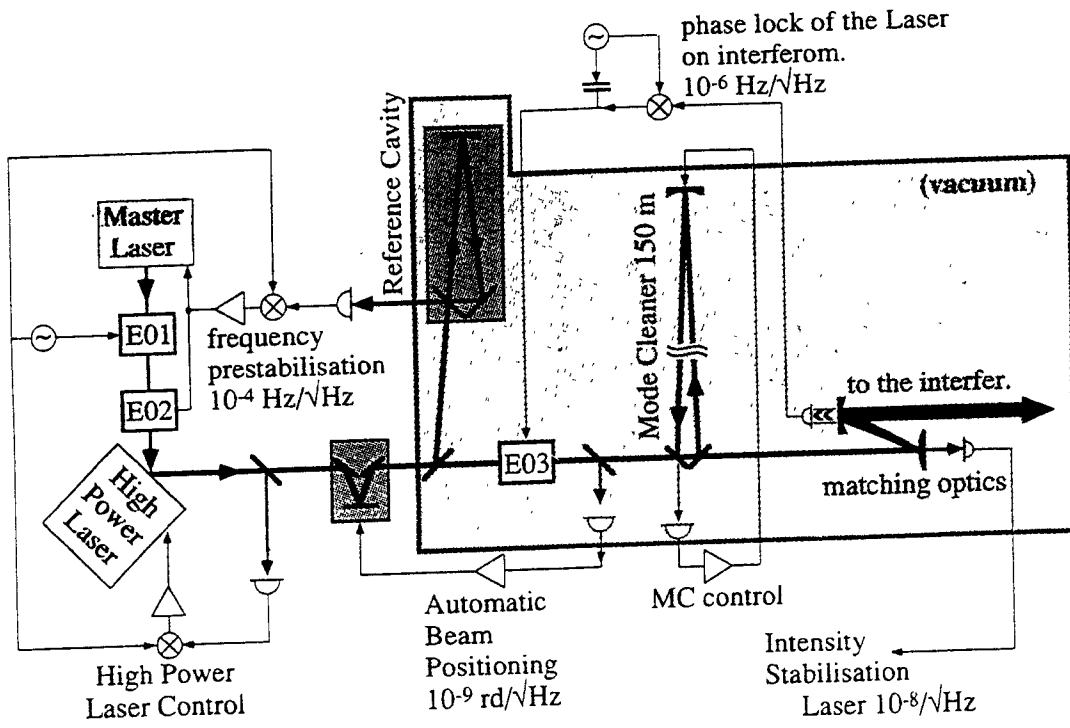 phase lock of the Laser
on interferom.
10⁻⁶ Hz/√Hz
~
Reference Cavity
(vacuum)
Master
Laser
Mode Cleaner 150 m
~
E01
frequency
prestabilisation
10⁻⁴ Hz/√Hz
E02
to the interfer.
E03
matching optics
High
Power
Laser
MC control
Automatic
Beam
Positioning
10⁻⁹ rd/√Hz
High Power
Laser Control
Intensity
Stabilisation
Laser 10⁻⁸/√Hz